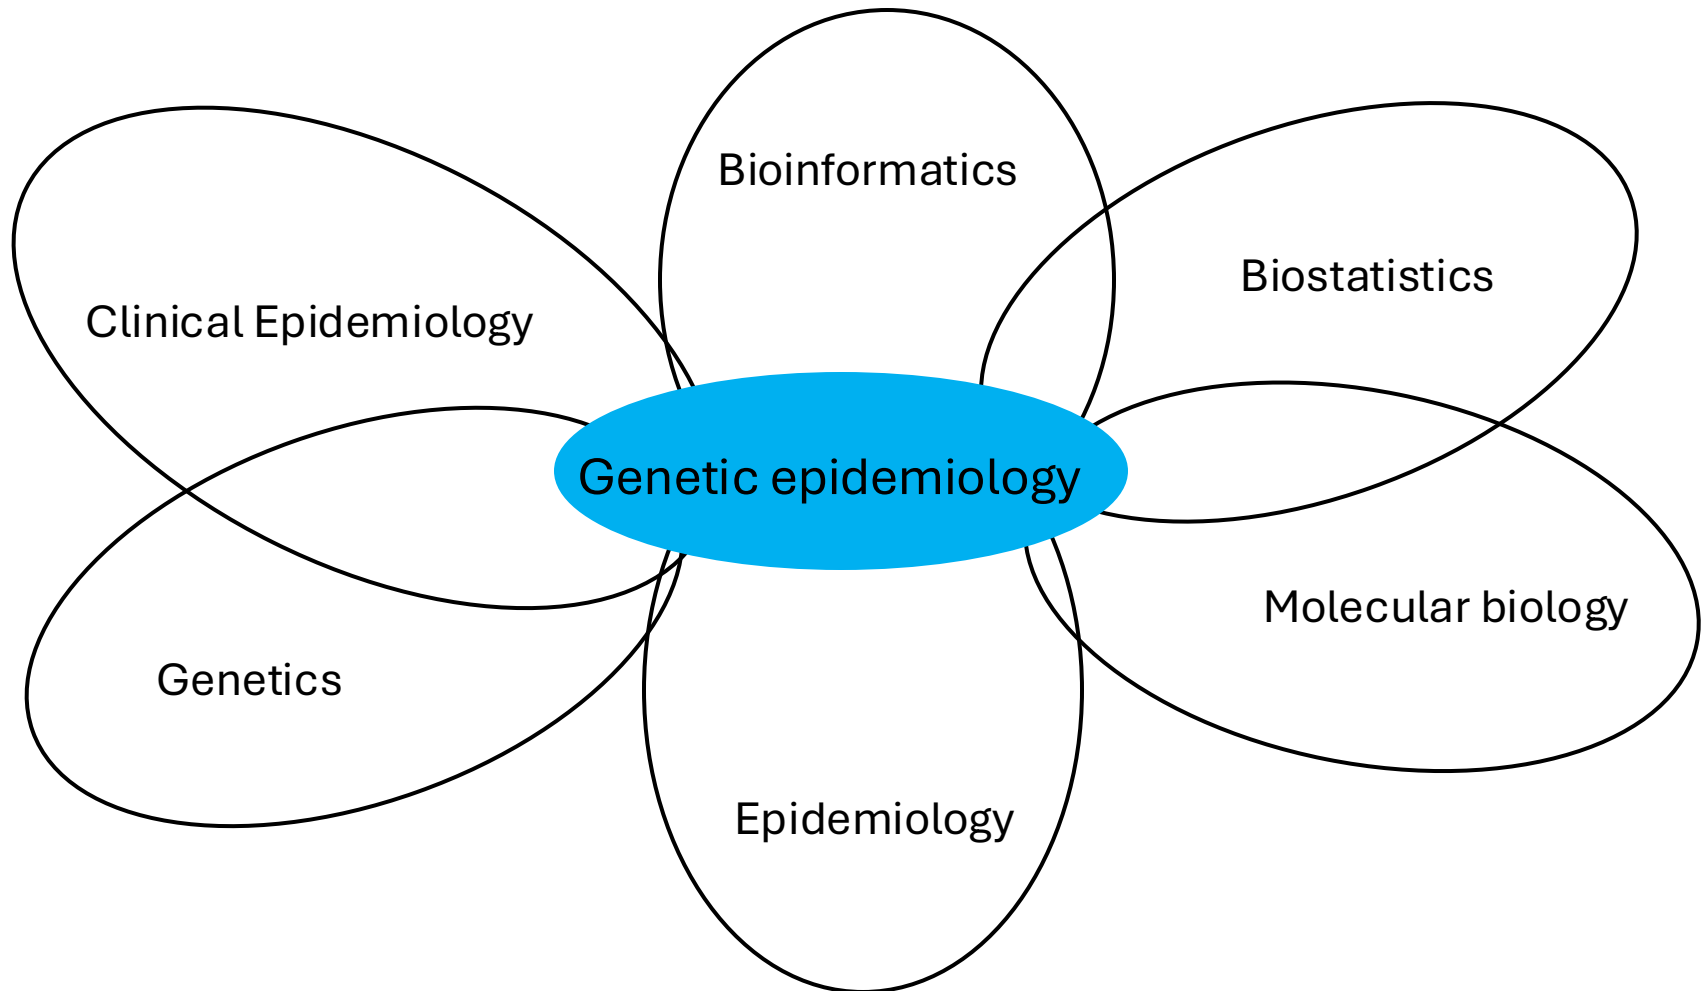 Bioinformatics
Biostatistics
Clinical Epidemiology
Genetic epidemiology
Molecular biology
Genetics
Epidemiology